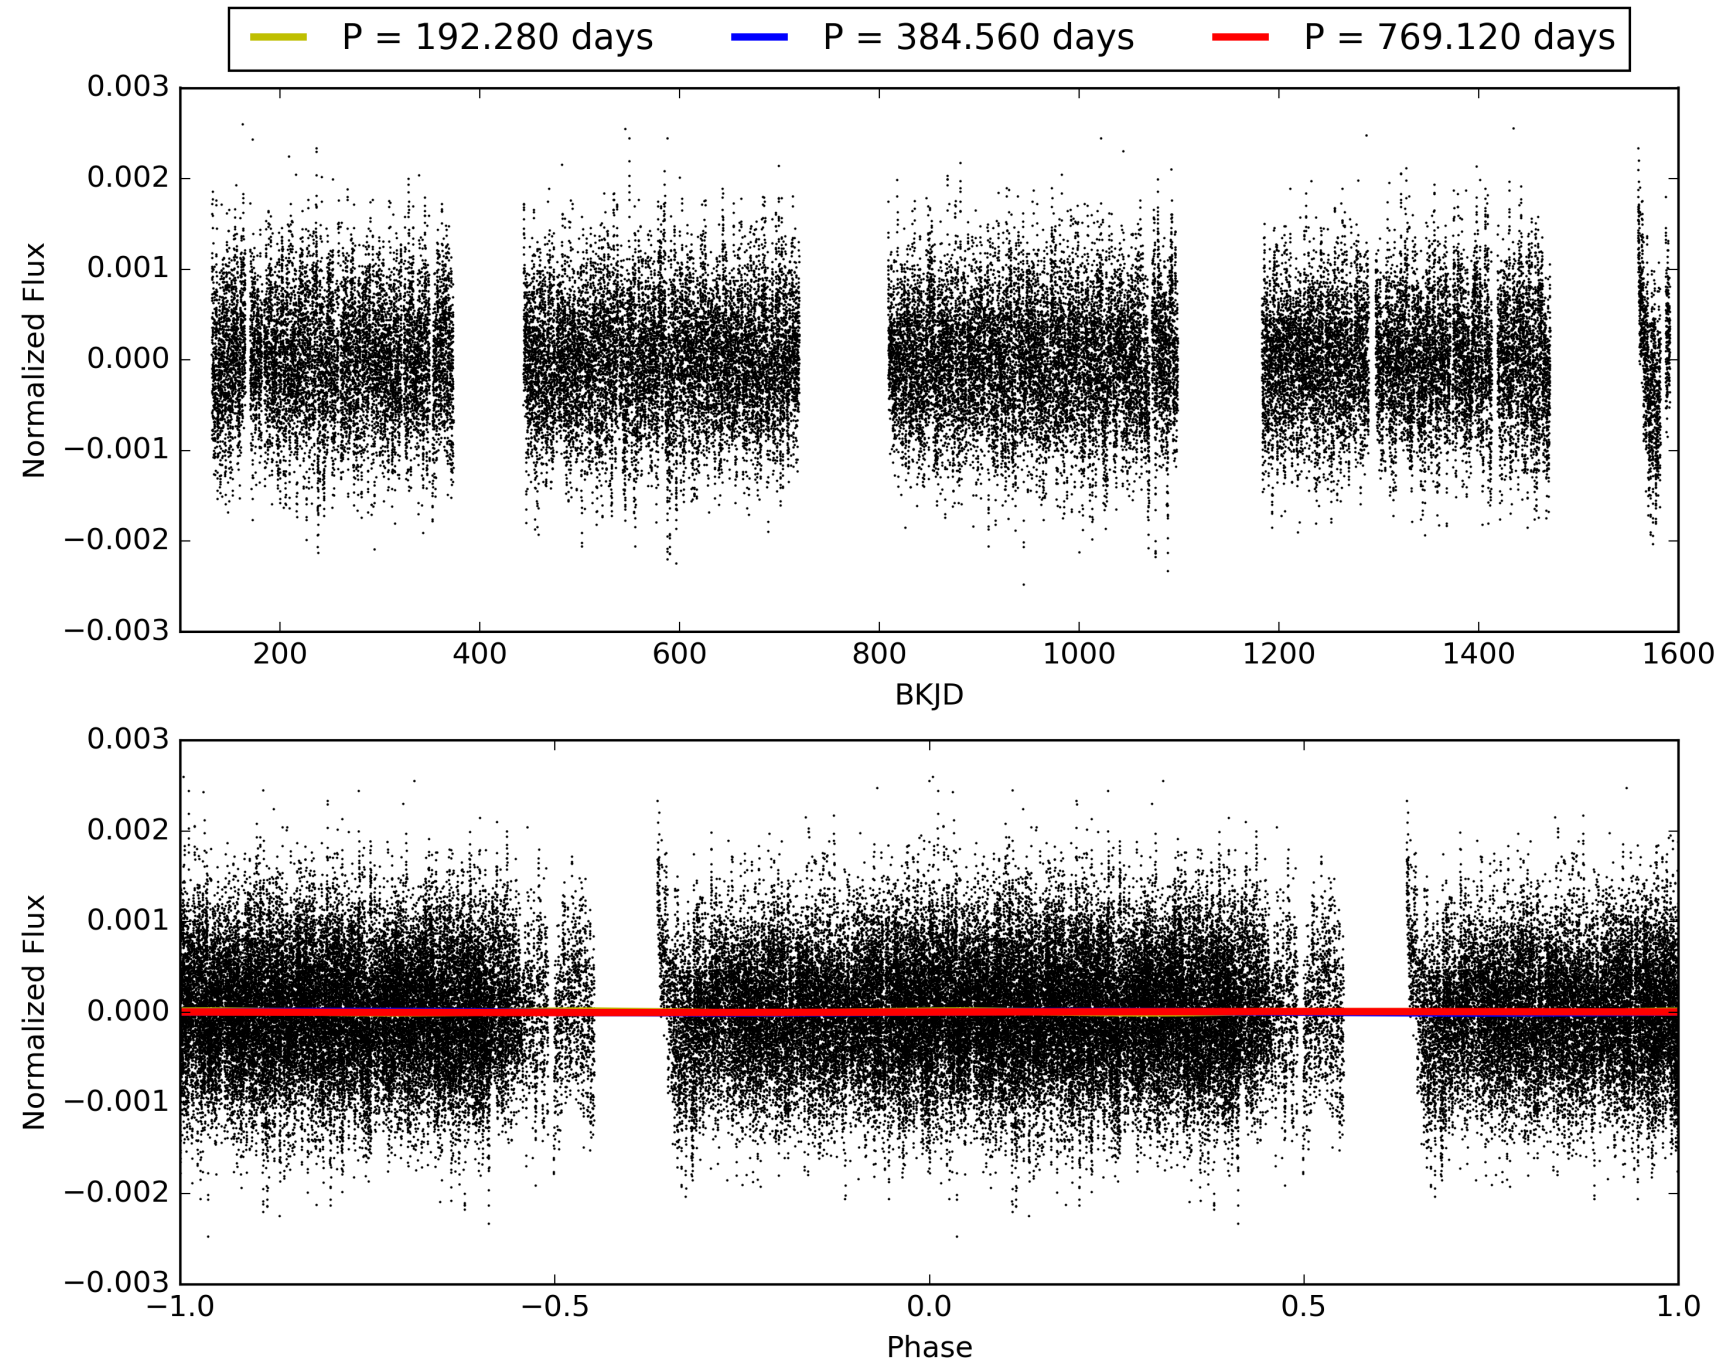 P = 192.280 days P = 384.560 days P = 769.120 days
0.003
0.002
0.001
0.000
−0.001
−0.002
−0.003
Normalized Flux
200 400 600 800 1000 1200 1400 1600
BKJD
0.003
0.002
0.001
0.000
−0.001
−0.002
−0.003
Normalized Flux
−1.0 −0.5 0.0 0.5 1.0
Phase